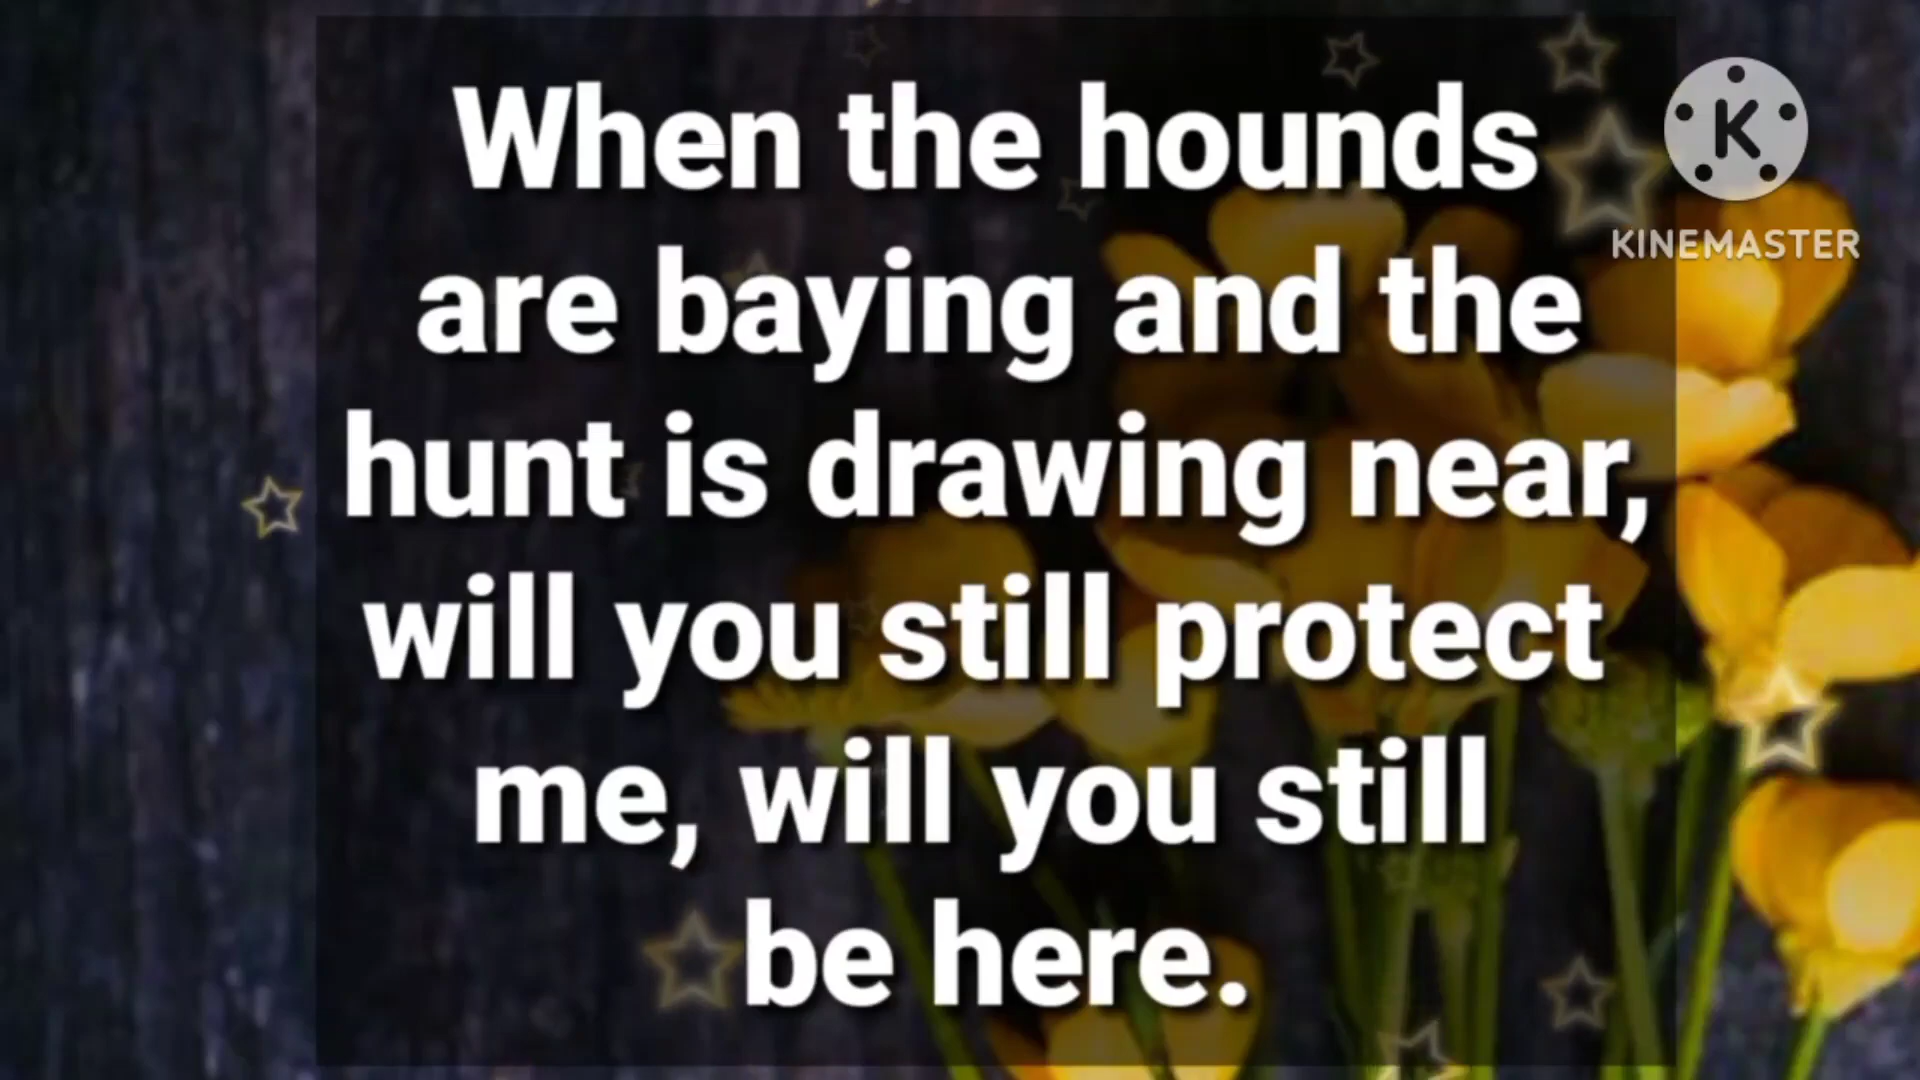 When the hounds
are baying and the
hunt is drawing near,
will you still protect
me, will you still
be here.
K
KINEMASTER